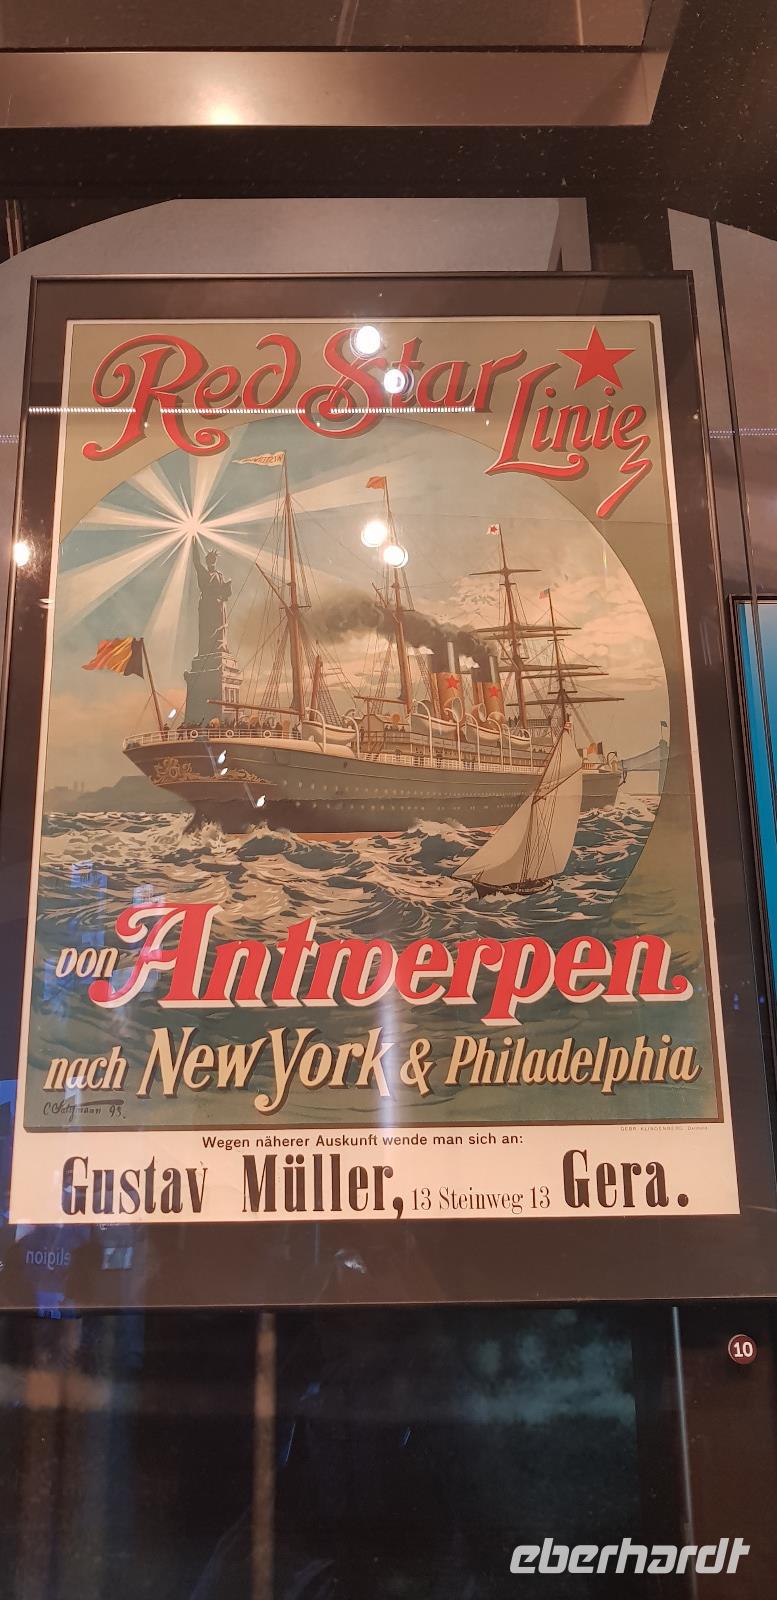 Red Star
Linie
von Antwerpen
nach New York & Philadelphia
Wegen näherer Auskunft wende man sich an:
Gustav Müller, 13 Steinweg 13 Gera.
10
eberhardt